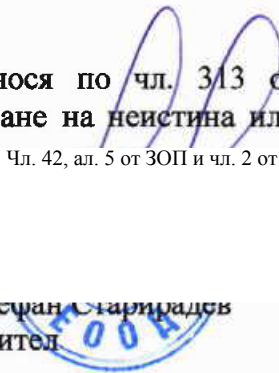 нося по чл. 313 о
ане на неистина ил
Чл. 42, ал. 5 от ЗОП и чл. 2 от
ефан Старирадев
ител
ЕООД